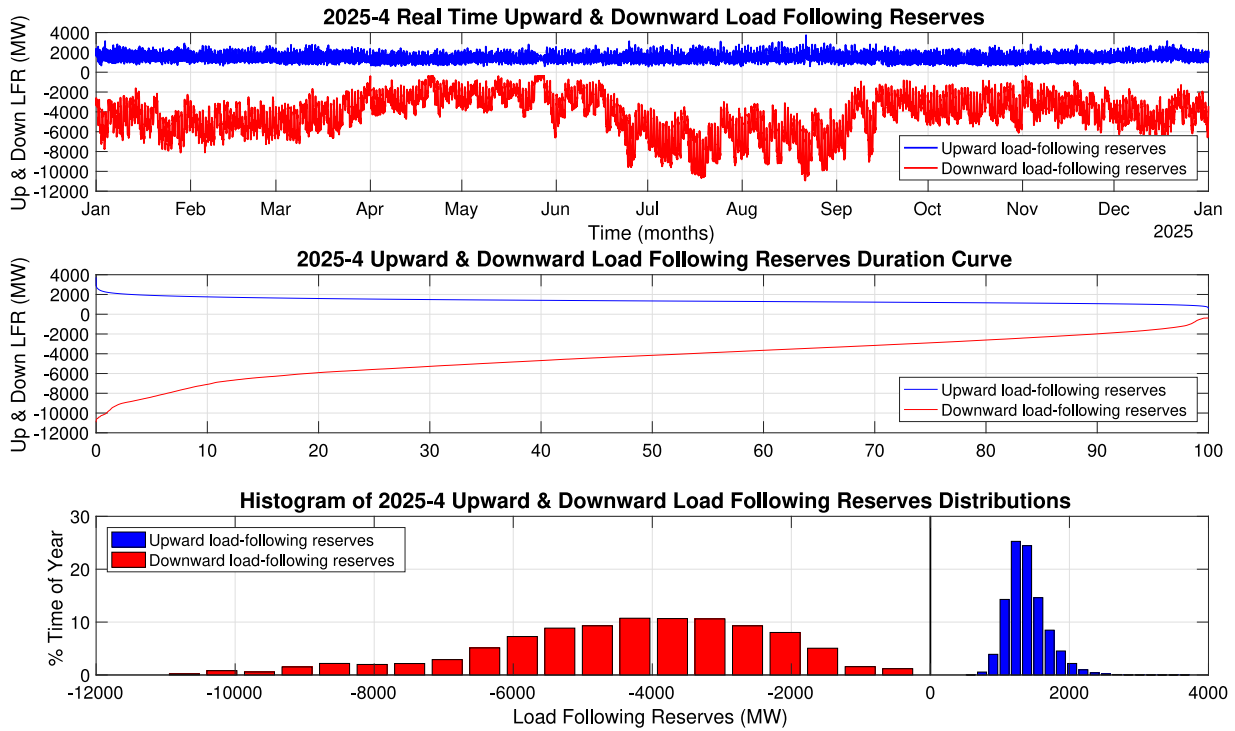 2025-4 Real Time Upward & Downward Load Following Reserves
Up & Down LFR (MW)
4000
2000
0
-2000
-4000
-6000
-8000
-10000
-12000
Upward load-following reserves
Downward load-following reserves
Jan Feb Mar Apr May Jun Jul Aug Sep Oct Nov Dec Jan
Time (months)
2025
2025-4 Upward & Downward Load Following Reserves Duration Curve
Up & Down LFR (MW)
4000
2000
0
-2000
-4000
-6000
-8000
-10000
-12000
Upward load-following reserves
Downward load-following reserves
0 10 20 30 40 50 60 70 80 90 100
Histogram of 2025-4 Upward & Downward Load Following Reserves Distributions
% Time of Year
30
20
10
0
Upward load-following reserves
Downward load-following reserves
-12000 -10000 -8000 -6000 -4000 -2000 0 2000 4000
Load Following Reserves (MW)